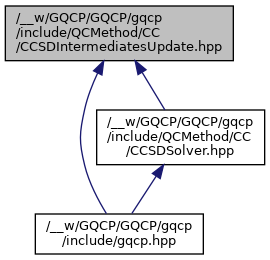 /__w/GQCP/GQCP/gqcp
/include/QCMethod/CC
/CCSDIntermediatesUpdate.hpp
/__w/GQCP/GQCP/gqcp
/include/QCMethod/CC
/CCSDSolver.hpp
/__w/GQCP/GQCP/gqcp
/include/gqcp.hpp